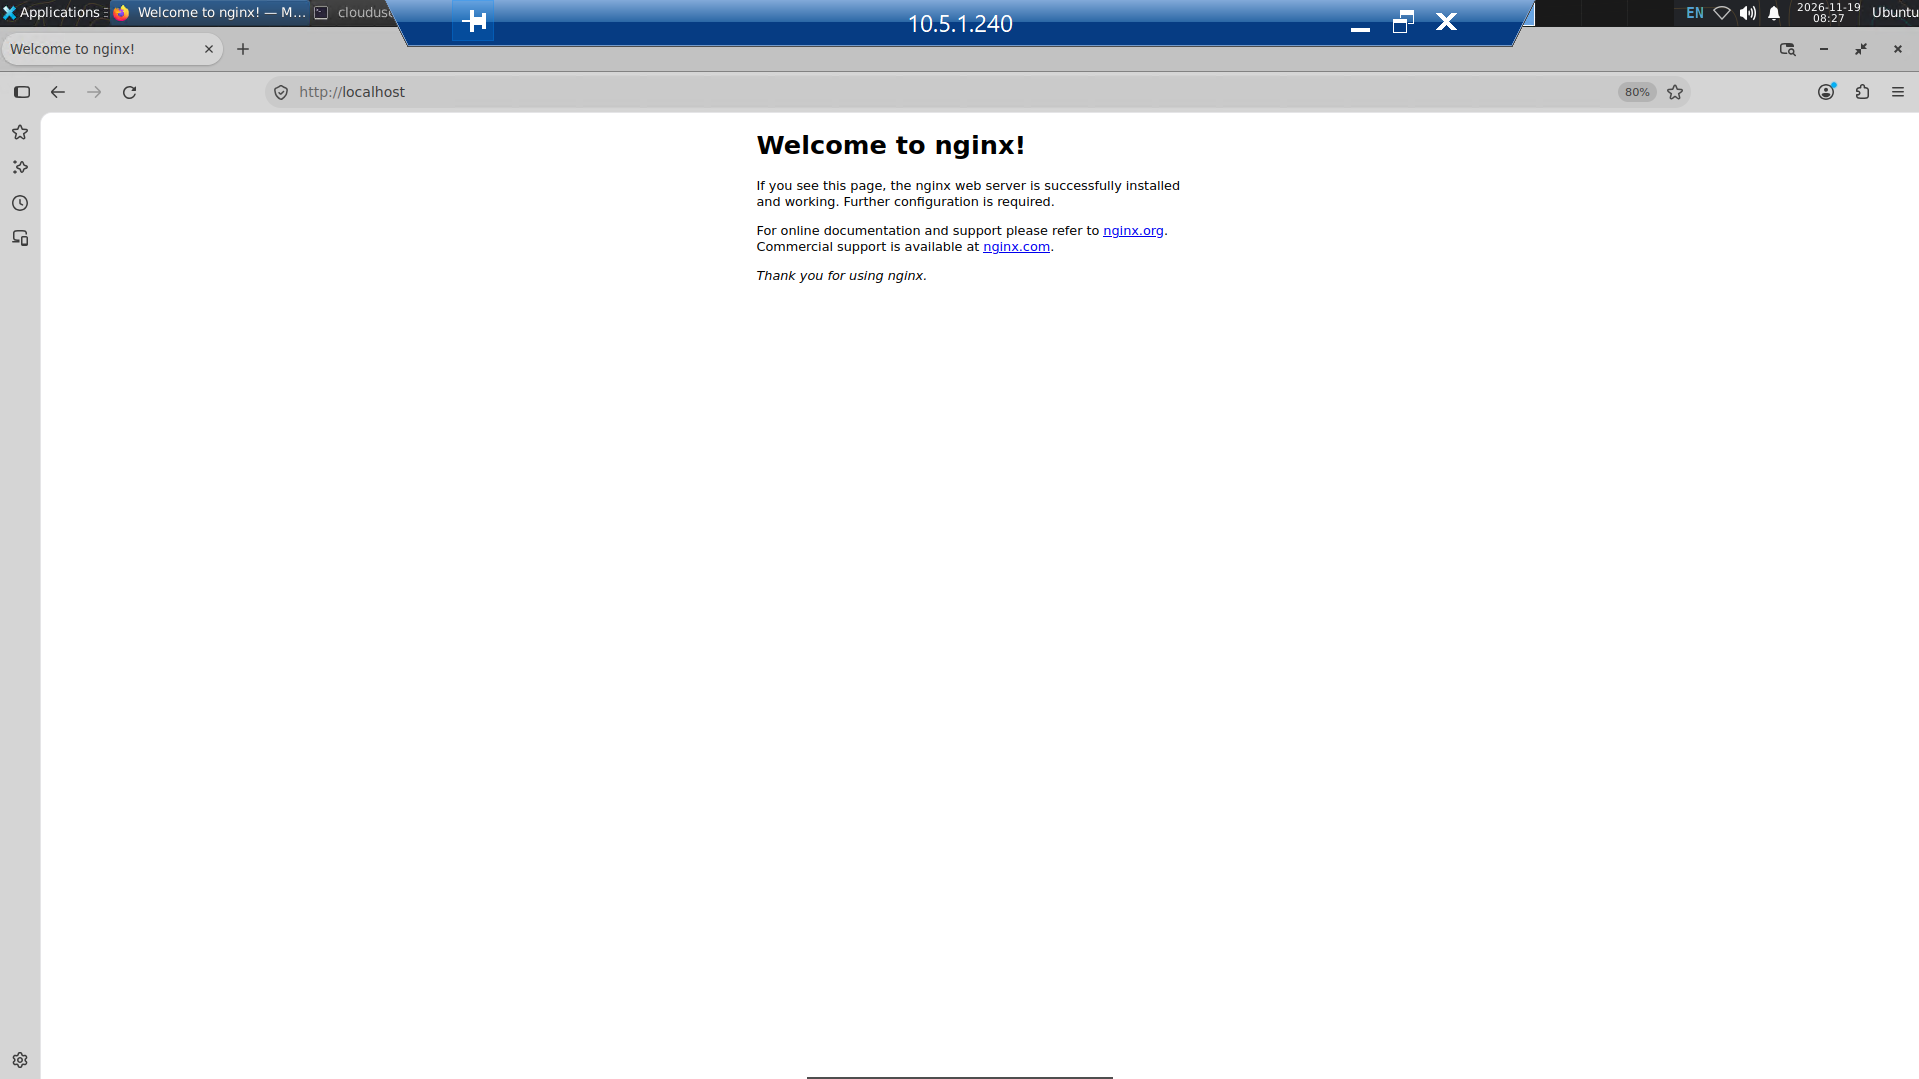 Applications
Welcome to nginx! — M...
10.5.1.240
EN
2026-11-19
08:27
Ubuntu
Welcome to nginx!
http://localhost
80%
Welcome to nginx!
If you see this page, the nginx web server is successfully installed
and working. Further configuration is required.
For online documentation and support please refer to nginx.org.
Commercial support is available at nginx.com.
Thank you for using nginx.